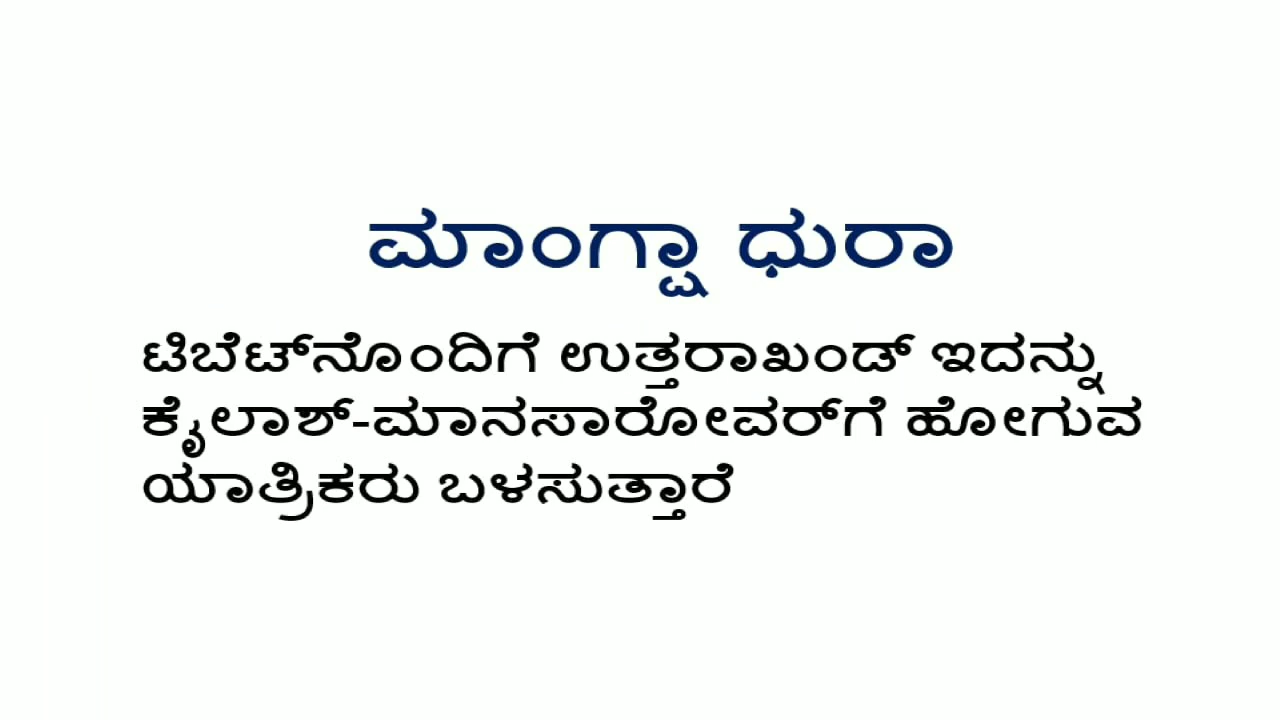 ಮಾಂಗ್ಷಾ ಧುರಾ
ಟಿಬೆಟ್‌ನೊಂದಿಗೆ ಉತ್ತರಾಖಂಡ್ ಇದನ್ನು
ಕೈಲಾಶ್-ಮಾನಸಾರೋವರ್‌ಗೆ ಹೋಗುವ
ಯಾತ್ರಿಕರು ಬಳಸುತ್ತಾರೆ